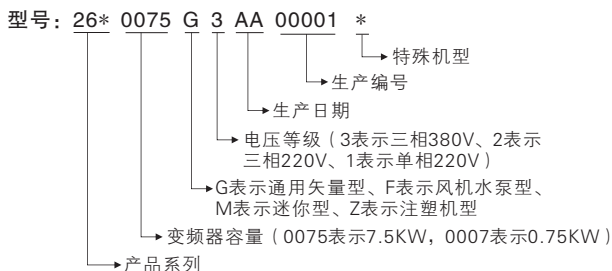 型号: 26* 0075 G 3 AA 00001 *
特殊机型
生产编号
生产日期
电压等级（3表示三相380V、2表示
三相220V、1表示单相220V）
G表示通用矢量型、F表示风机水泵型、
M表示迷你型、Z表示注塑机型
变频器容量（0075表示7.5KW，0007表示0.75KW）
产品系列